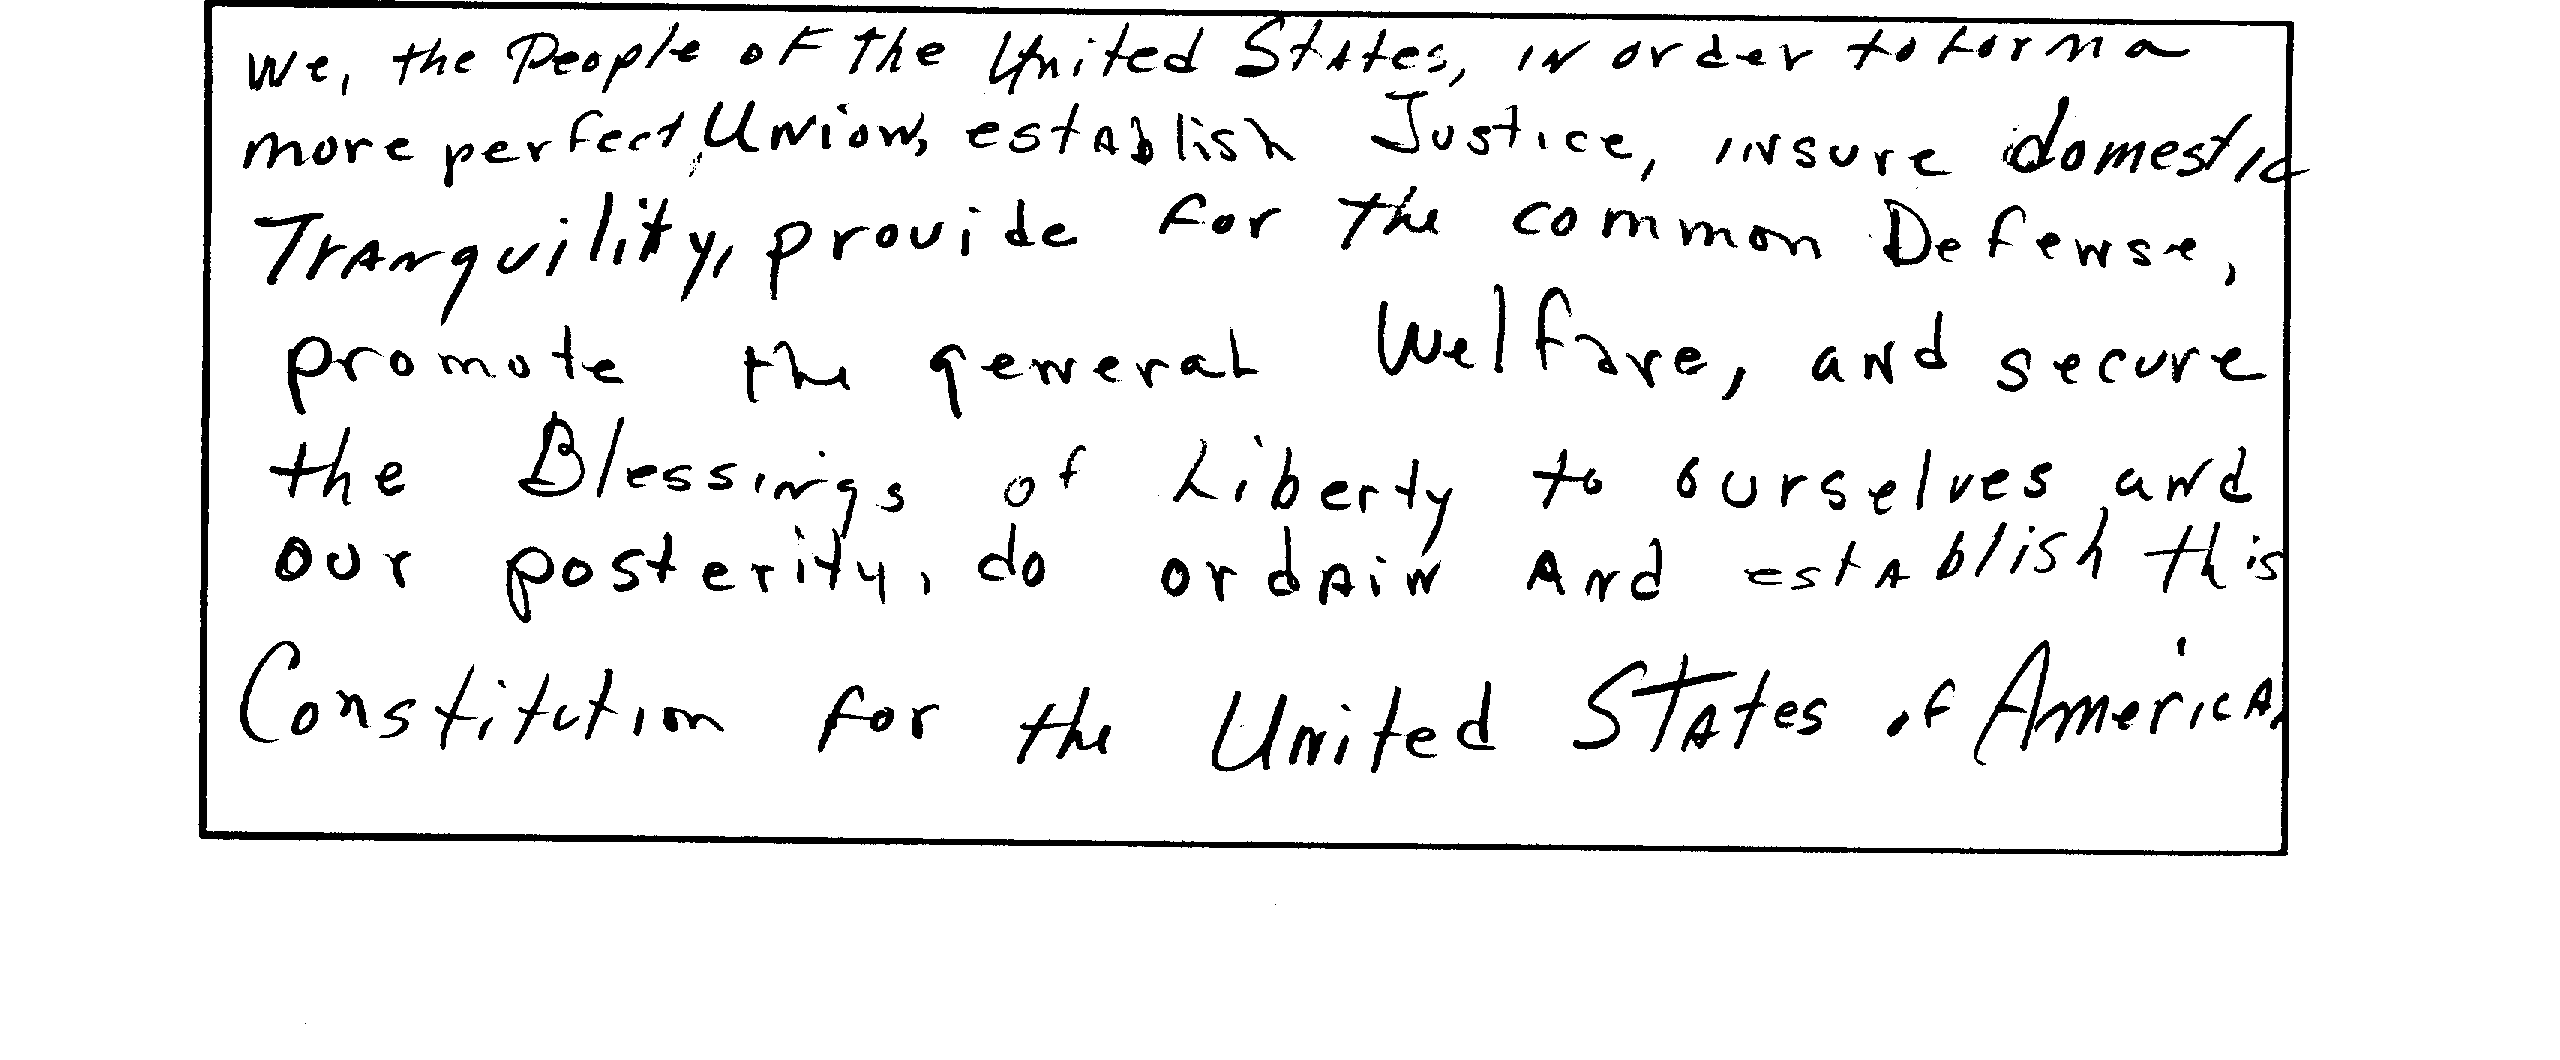 We, the People of the United States, in order to form a
more perfect Union, establish Justice, insure domestic
Tranquility, provide for the common Defense,
promote the general Welfare, and secure
the Blessings of Liberty to ourselves and
our posterity, do ordain and establish this
Constitution for the United States of America.